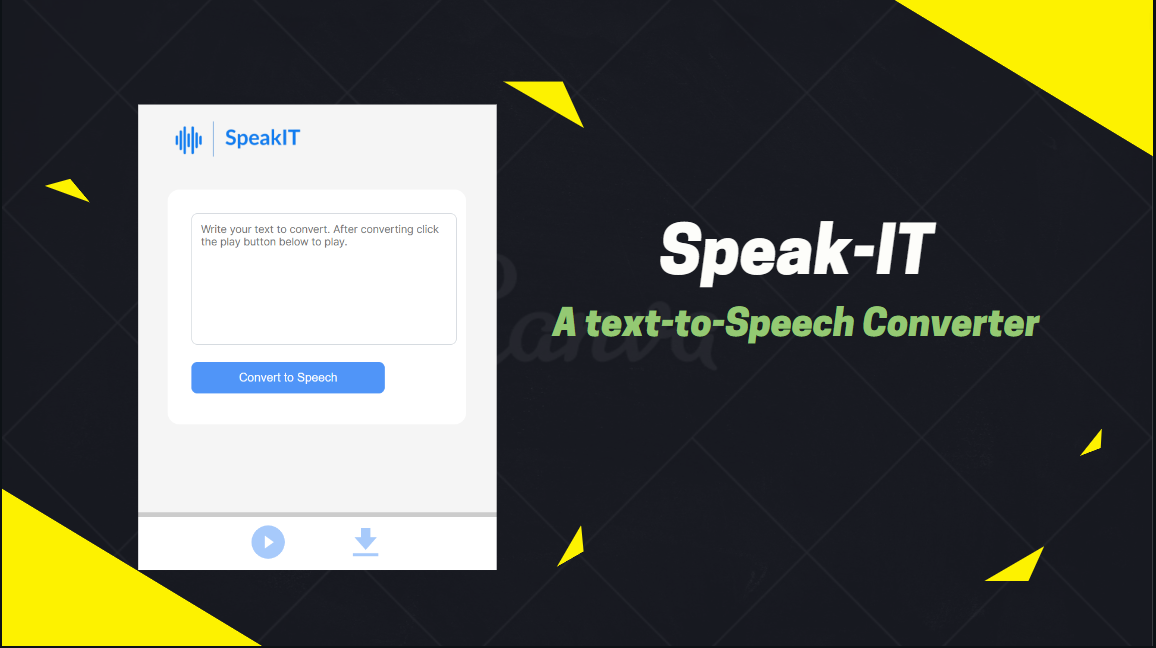 SpeakIT
Write your text to convert. After converting click
the play button below to play.
Convert to Speech
Speak-IT
A text-to-Speech Converter
Canva